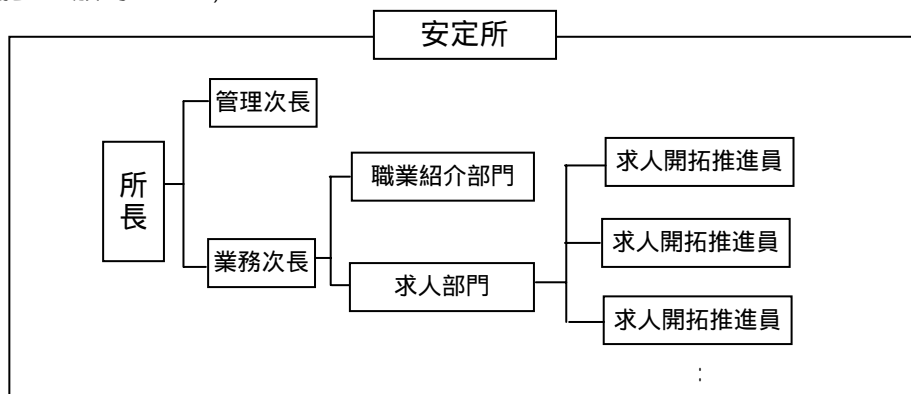 安定所
管理次長
所長
職業紹介部門
求人開拓推進員
業務次長
求人部門
求人開拓推進員
求人開拓推進員
: